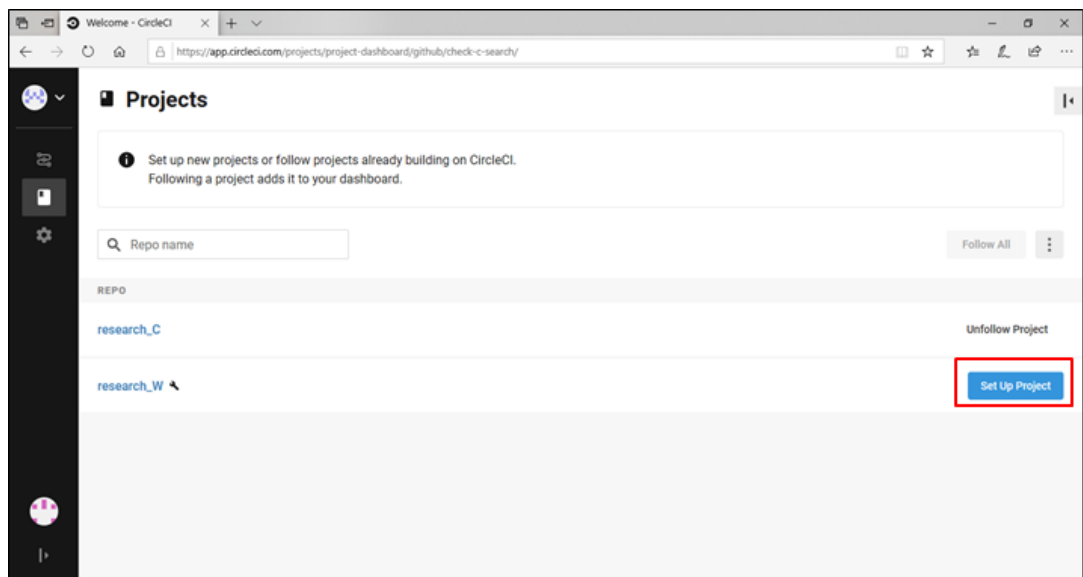 Welcome - CircleCI
https://app.circleci.com/projects/project-dashboard/github/check-c-search/
Projects
Set up new projects or follow projects already building on CircleCI.
Following a project adds it to your dashboard.
Repo name
Follow All
REPO
research_C
Unfollow Project
research_W
Set Up Project